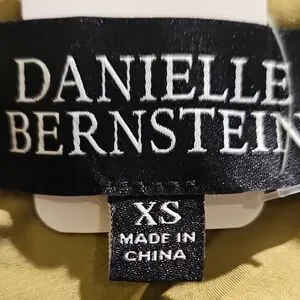 DANIELLE
BERNSTEIN
XS
MADE IN
CHINA